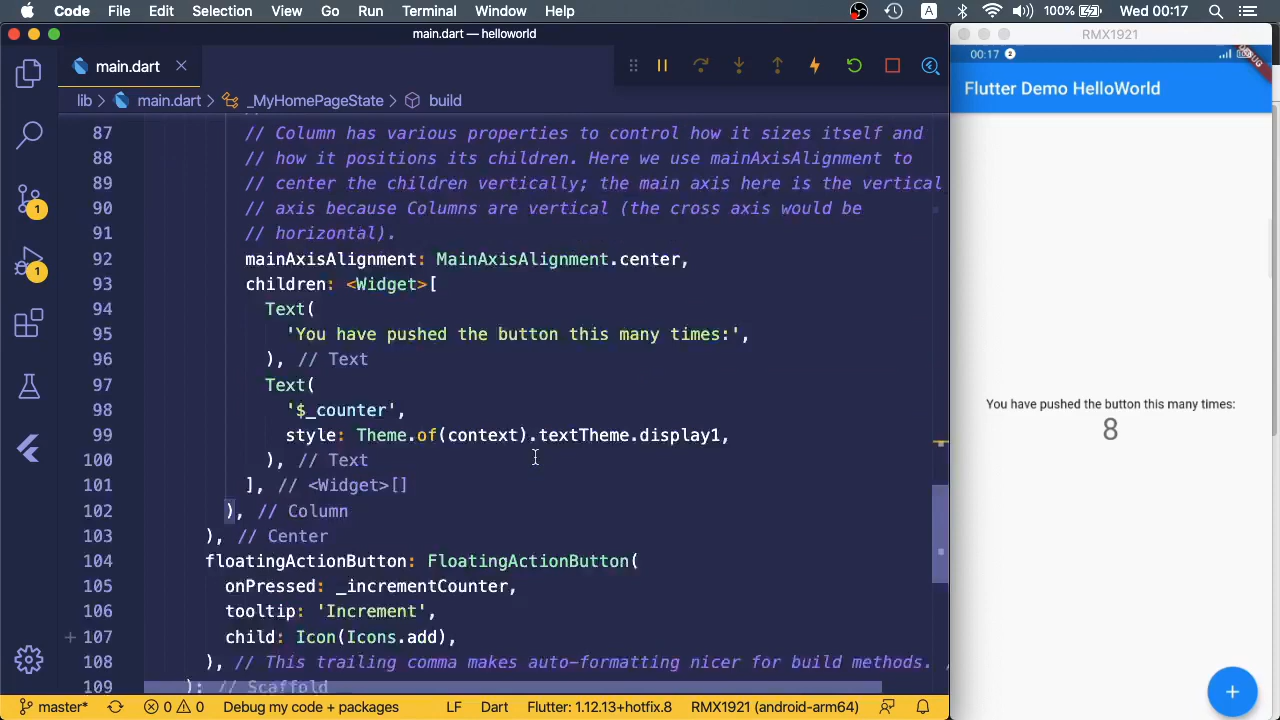 Code File Edit Selection View Go Run Terminal Window Help
A 100% Wed 00:17
main.dart — helloworld
RMX1921
main.dart
00:17 2
DEBUG
Flutter Demo HelloWorld
lib › main.dart › _MyHomePageState › build
87 // Column has various properties to control how it sizes itself and
88 // how it positions its children. Here we use mainAxisAlignment to
89 // center the children vertically; the main axis here is the vertical
90 // axis because Columns are vertical (the cross axis would be
91 // horizontal).
92 mainAxisAlignment: MainAxisAlignment.center,
93 children: <Widget>[
94 Text(
95 'You have pushed the button this many times:',
96 ), // Text
97 Text(
98 '$_counter',
99 style: Theme.of(context).textTheme.display1,
100 ), // Text
101 ], // <Widget>[]
102 ), // Column
103 ), // Center
104 floatingActionButton: FloatingActionButton(
105 onPressed: _incrementCounter,
106 tooltip: 'Increment',
107 child: Icon(Icons.add),
108 ), // This trailing comma makes auto-formatting nicer for build methods.
109 ); // Scaffold
1
1
You have pushed the button this many times:
8
+
master* 0 0 Debug my code + packages LF Dart Flutter: 1.12.13+hotfix.8 RMX1921 (android-arm64)